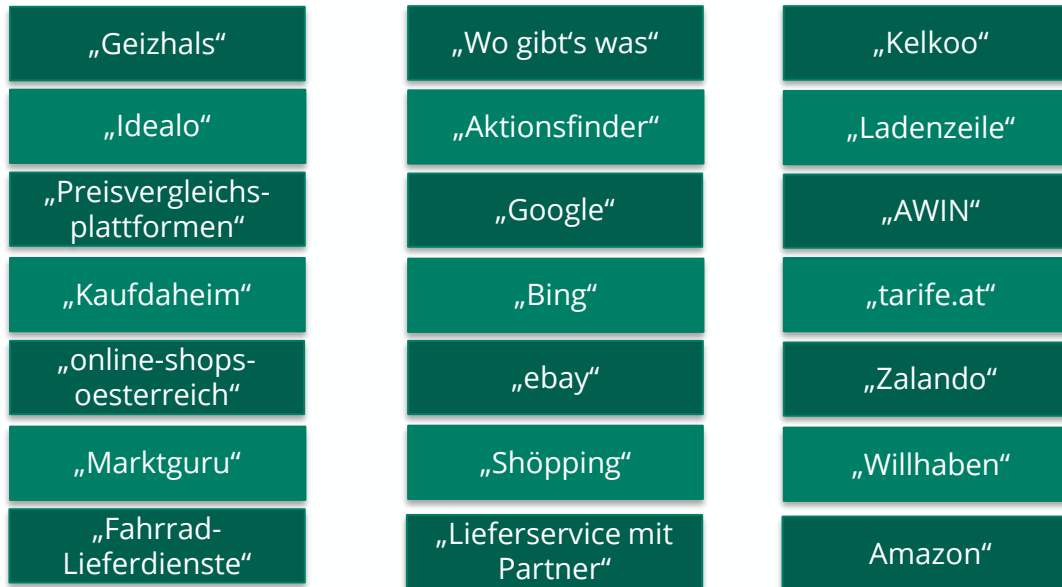 „Geizhals“
„Wo gibt‘s was“
„Kelkoo“
„Idealo“
„Aktionsfinder“
„Ladenzeile“
„Preisvergleichs-
plattformen“
„Google“
„AWIN“
„Kaufdaheim“
„Bing“
„tarife.at“
„online-shops-
oesterreich“
„ebay“
„Zalando“
„Marktguru“
„Shöpping“
„Willhaben“
„Fahrrad-
Lieferdienste“
„Lieferservice mit
Partner“
Amazon“